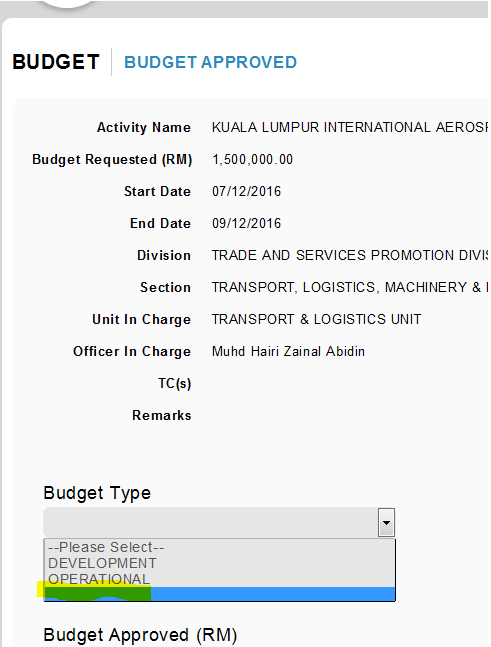 BUDGET BUDGET APPROVED
Activity Name KUALA LUMPUR INTERNATIONAL
Budget Requested (RM) 1,500,000.00
Start Date 07/12/2016
End Date 09/12/2016
Division TRADE AND SERVICES PROMOTION
Section TRANSPORT, LOGISTICS, MACHINERY &
Unit In Charge TRANSPORT & LOGISTICS UNIT
Officer In Charge Muhd Hairi Zainal Abidin
TC(s)
Remarks
Budget Type
--Please Select--
DEVELOPMENT
OPERATIONAL
Budget Approved (RM)